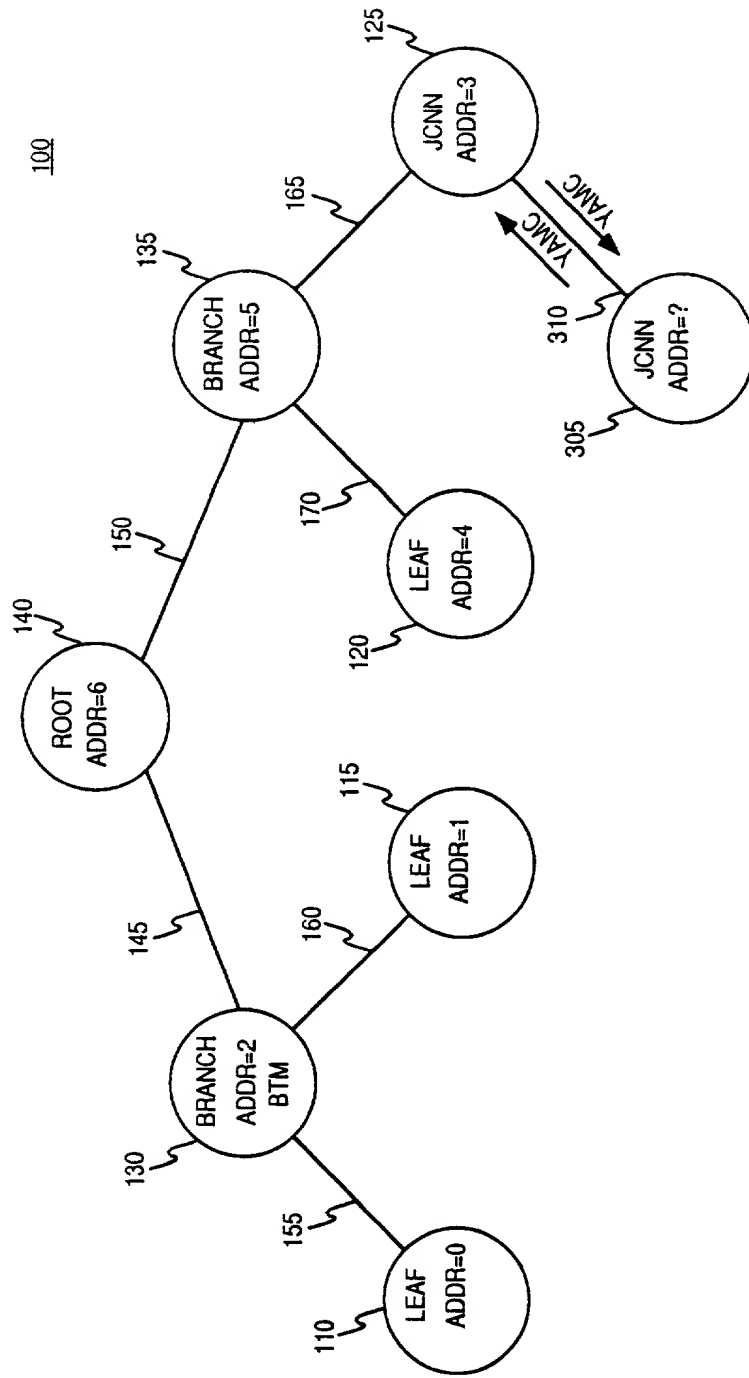 100
140
ROOT
ADDR=6
145
150
130
BRANCH
ADDR=2
BTM
135
BRANCH
ADDR=5
155
160
170
165
110
LEAF
ADDR=0
115
LEAF
ADDR=1
120
LEAF
ADDR=4
125
JCNN
ADDR=3
YAMC
YAMC
310
305
JCNN
ADDR=?